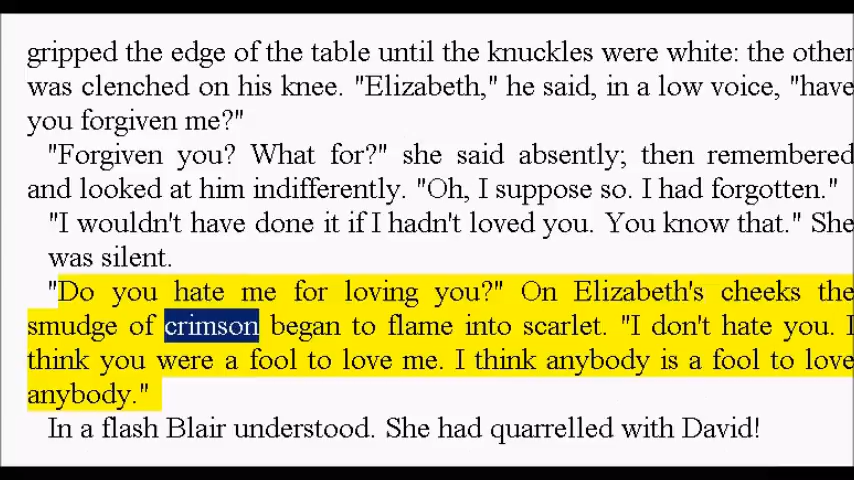 gripped the edge of the table until the knuckles were white: the other
was clenched on his knee. "Elizabeth," he said, in a low voice, "have
you forgiven me?"
"Forgiven you? What for?" she said absently; then remembered
and looked at him indifferently. "Oh, I suppose so. I had forgotten."
"I wouldn't have done it if I hadn't loved you. You know that." She
was silent.
"Do you hate me for loving you?" On Elizabeth's cheeks the
smudge of crimson began to flame into scarlet. "I don't hate you. I
think you were a fool to love me. I think anybody is a fool to love
anybody."
In a flash Blair understood. She had quarrelled with David!